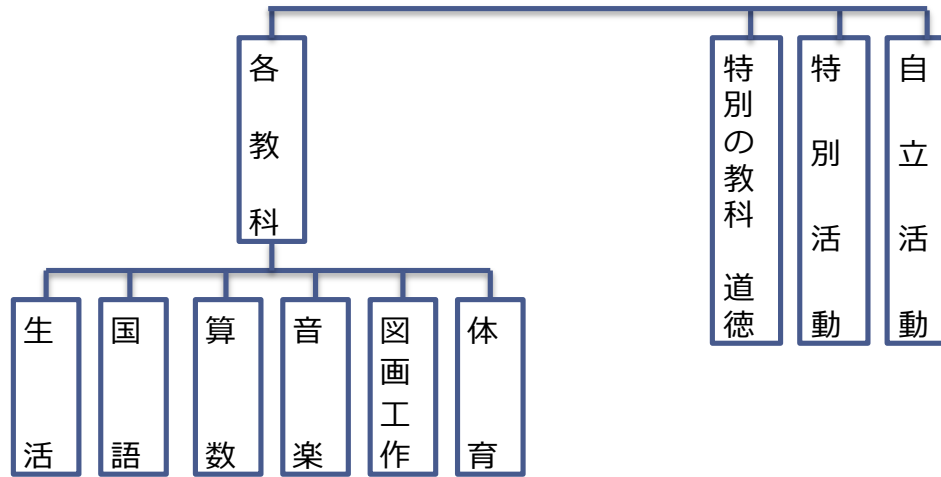 各教科
特別の教科 道徳
特別活動
自立活動
生活
国語
算数
音楽
図画工作
体育